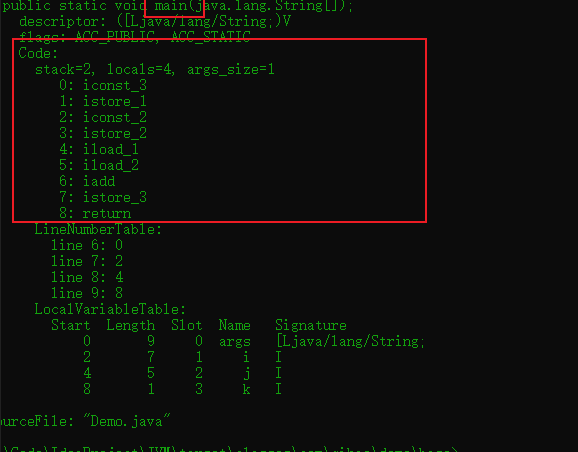 public static void main(java.lang.String[]);
descriptor: ([Ljava/lang/String;)V
flags: ACC_PUBLIC, ACC_STATIC
Code:
stack=2, locals=4, args_size=1
0: iconst_3
1: istore_1
2: iconst_2
3: istore_2
4: iload_1
5: iload_2
6: iadd
7: istore_3
8: return
LineNumberTable:
line 6: 0
line 7: 2
line 8: 4
line 9: 8
LocalVariableTable:
Start Length Slot Name Signature
0 9 0 args [Ljava/lang/String;
2 7 1 i I
4 5 2 j I
8 1 3 k I
ourceFile: "Demo.java"